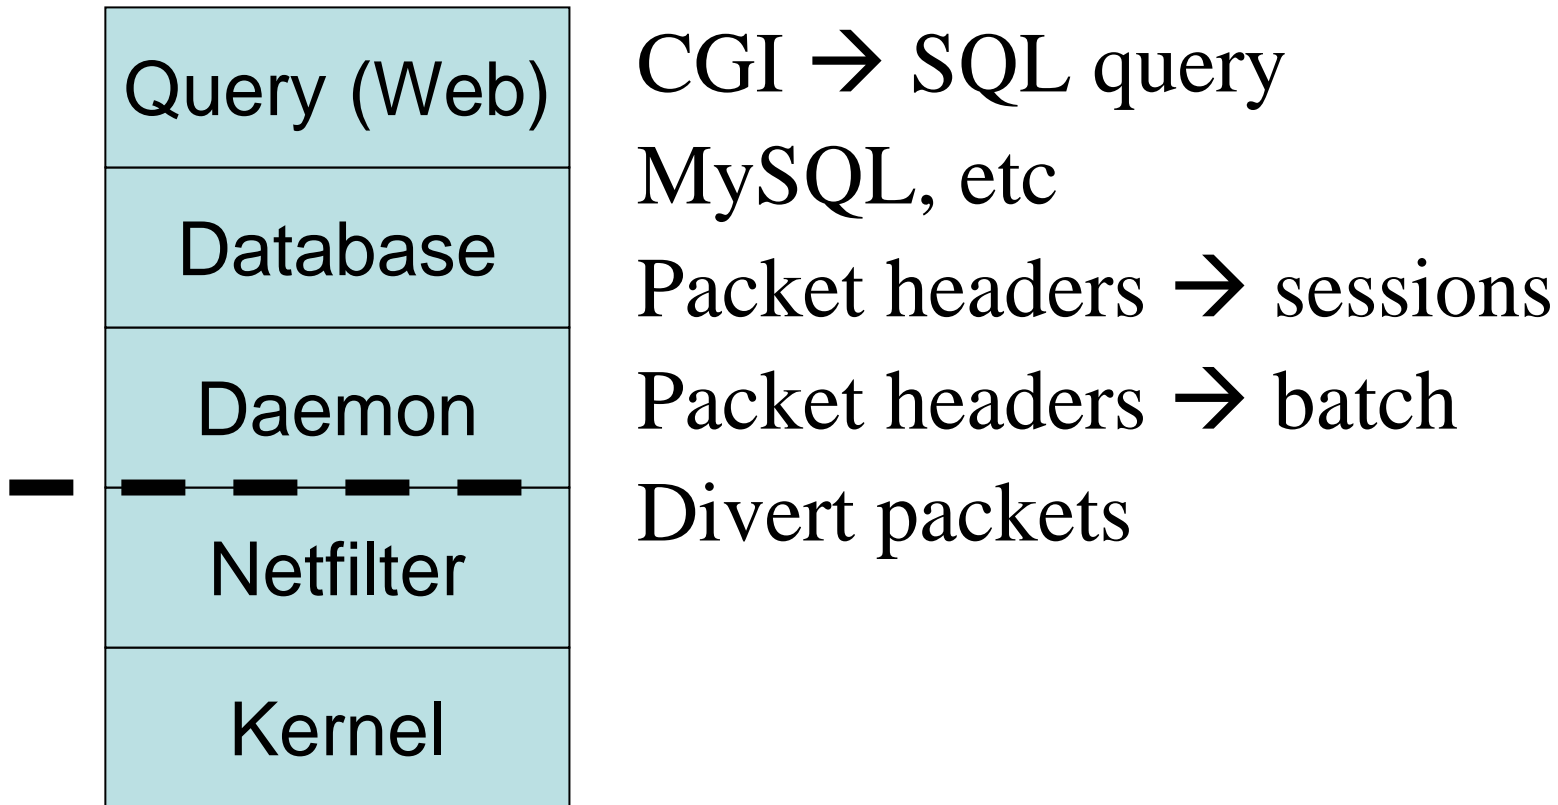 Query (Web)
Database
Daemon
Netfilter
Kernel
CGI → SQL query
MySQL, etc
Packet headers → sessions
Packet headers → batch
Divert packets